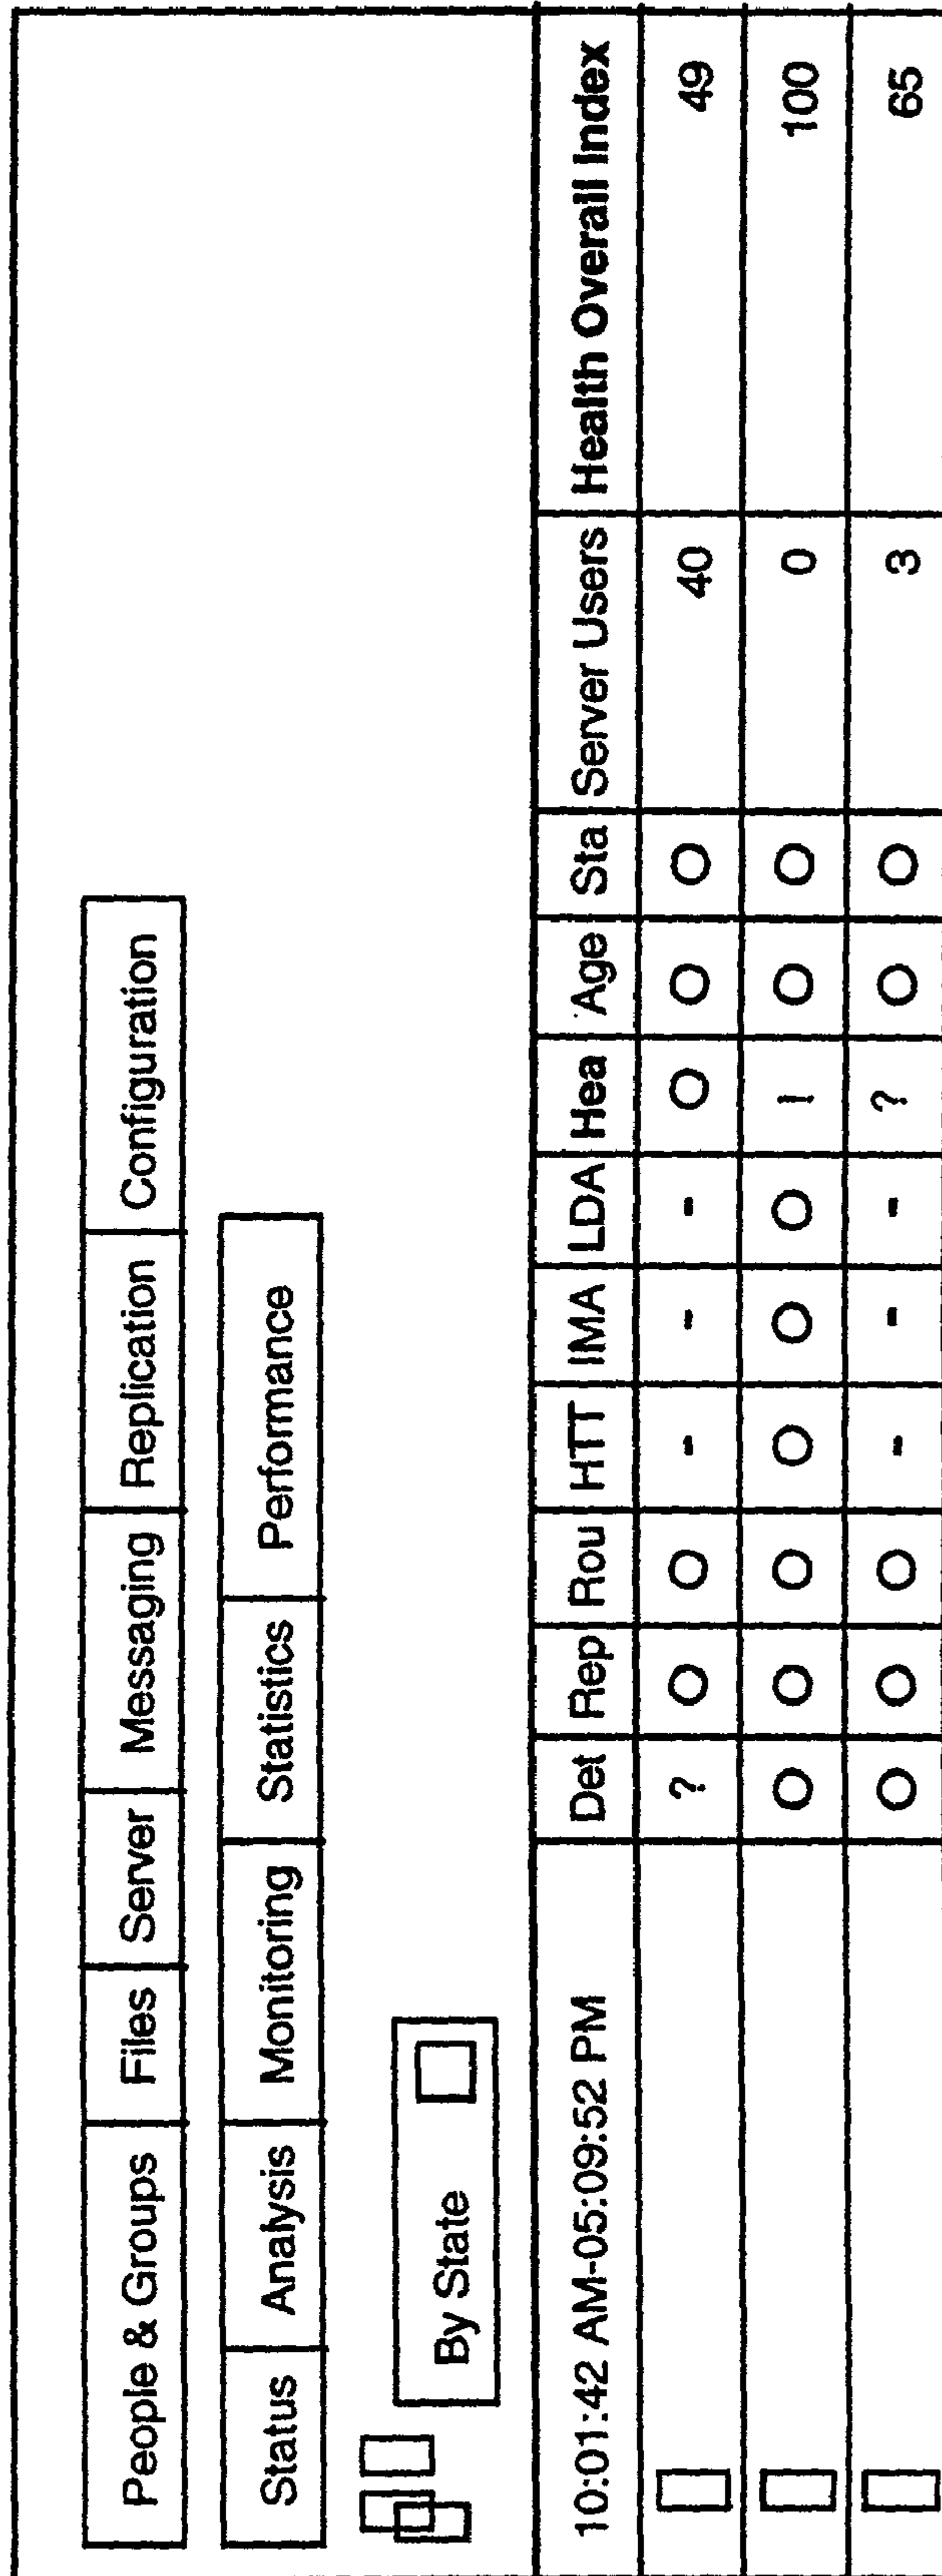 People & Groups Files Server Messaging Replication Configuration
Status Analysis Monitoring Statistics Performance
By State
10:01:42 AM-05:09:52 PM Det Rep Rou HTT IMA LDA Hea Age Sta Server Users Health Overall Index
? O O - - - O O O 40 49
O O O O O O ! O O 0 100
O O O - - - ? O O 3 65